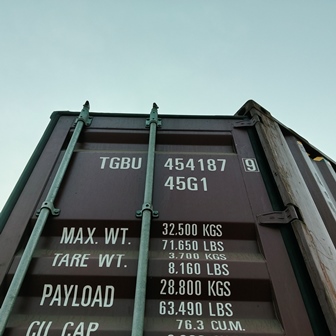 TGBU 454187 9
45G1
MAX. WT. 32.500 KGS
71.650 LBS
TARE WT. 3.700 KGS
8.160 LBS
PAYLOAD 28.800 KGS
63.490 LBS
CU. CAP. 76.3 CU.M.